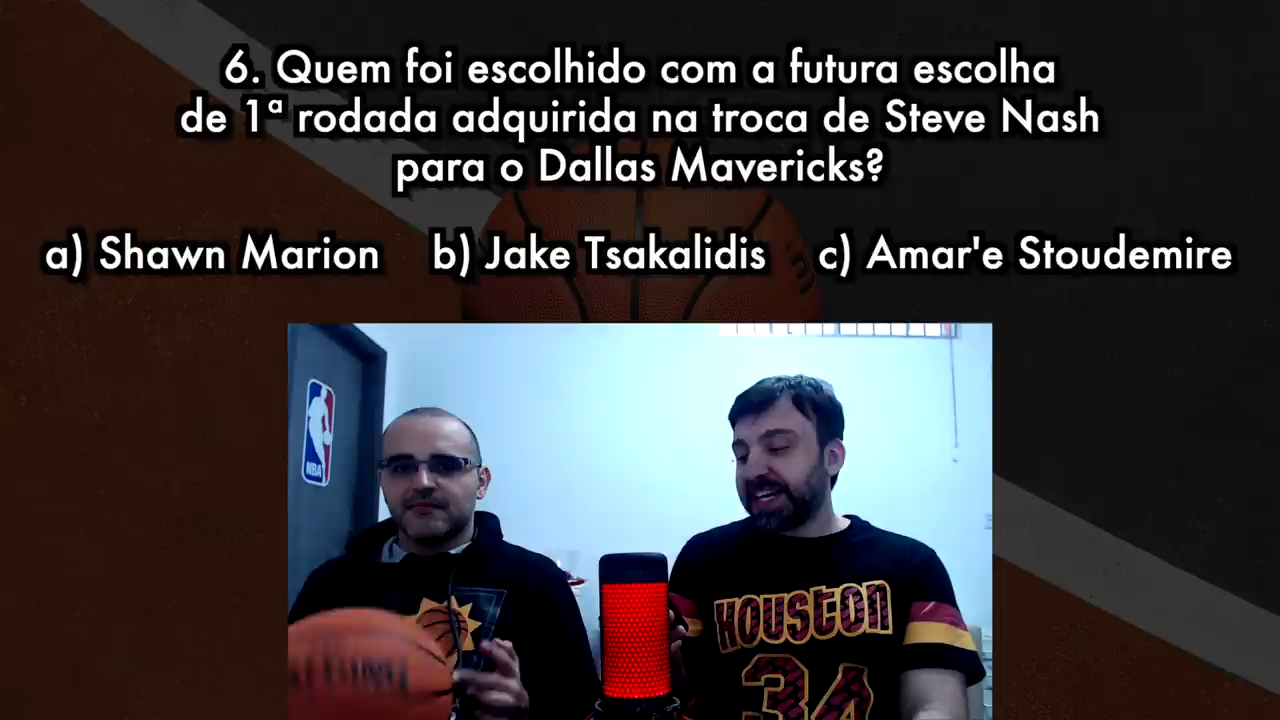 6. Quem foi escolhido com a futura escolha
de 1ª rodada adquirida na troca de Steve Nash
para o Dallas Mavericks?
a) Shawn Marion b) Jake Tsakalidis c) Amar'e Stoudemire
NBA
HOUSTON
34